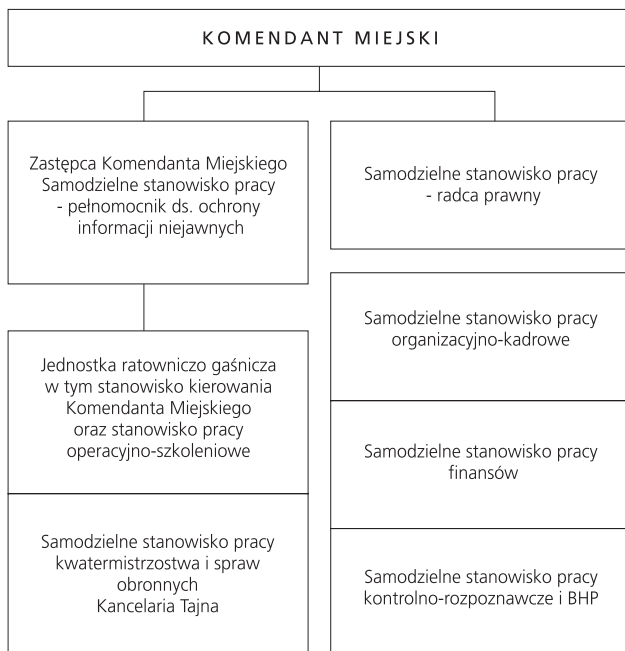 KOMENDANT MIEJSKI
Zastępca Komendanta Miejskiego
Samodzielne stanowisko pracy
- pełnomocnik ds. ochrony
informacji niejawnych
Jednostka ratowniczo gaśnicza
w tym stanowisko kierowania
Komendanta Miejskiego
oraz stanowisko pracy
operacyjno-szkoleniowe
Samodzielne stanowisko pracy
kwatermistrzostwa i spraw
obronnych
Kancelaria Tajna
Samodzielne stanowisko pracy
- radca prawny
Samodzielne stanowisko pracy
organizacyjno-kadrowe
Samodzielne stanowisko pracy
finansów
Samodzielne stanowisko pracy
kontrolno-rozpoznawcze i BHP